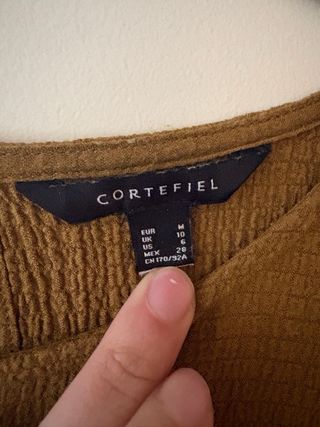 CORTEFIEL
EUR M
UK 10
US 6
MEX 28
CN 170/92A